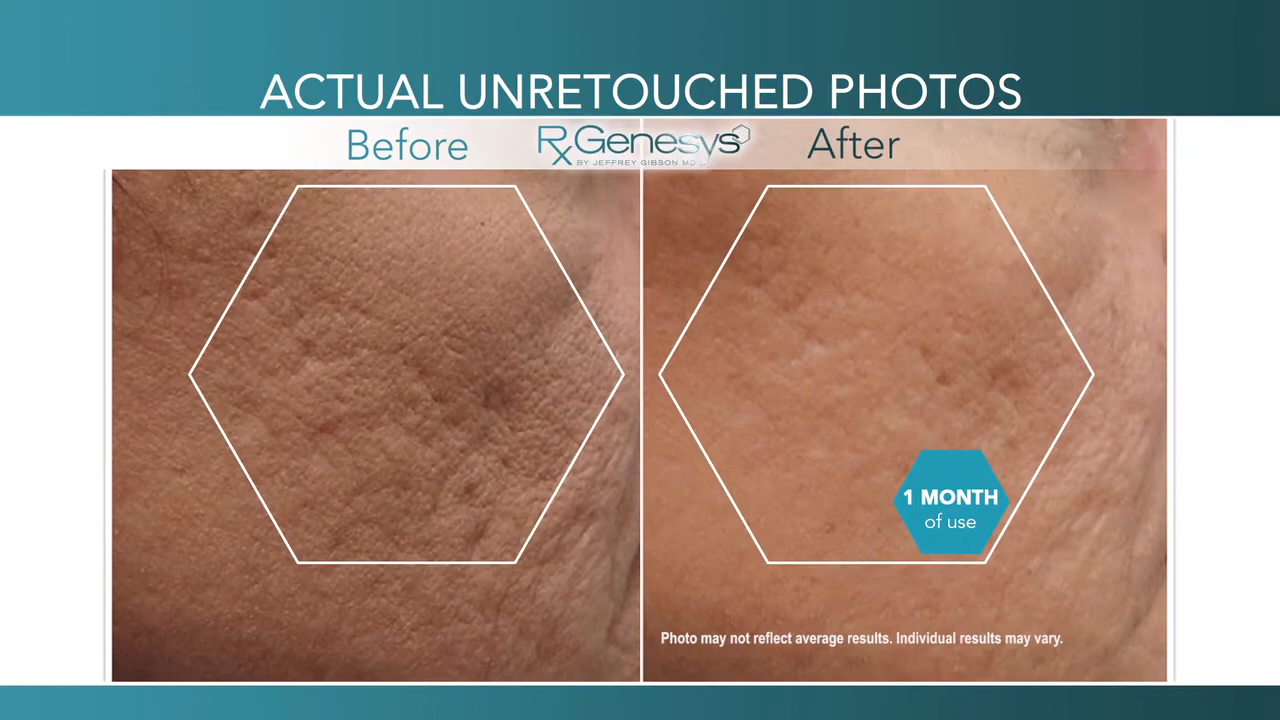 ACTUAL UNRETOUCHED PHOTOS
Before
RxGenesys
BY JEFFREY GIBSON MD
After
1 MONTH
of use
Photo may not reflect average results. Individual results may vary.